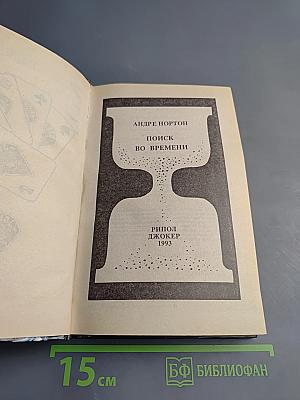 АНДРЕ НОРТОН
ПОИСК
ВО ВРЕМЕНИ
РИПОЛ
ДЖОКЕР
1993
15 см
БФ БИБЛИОФАН